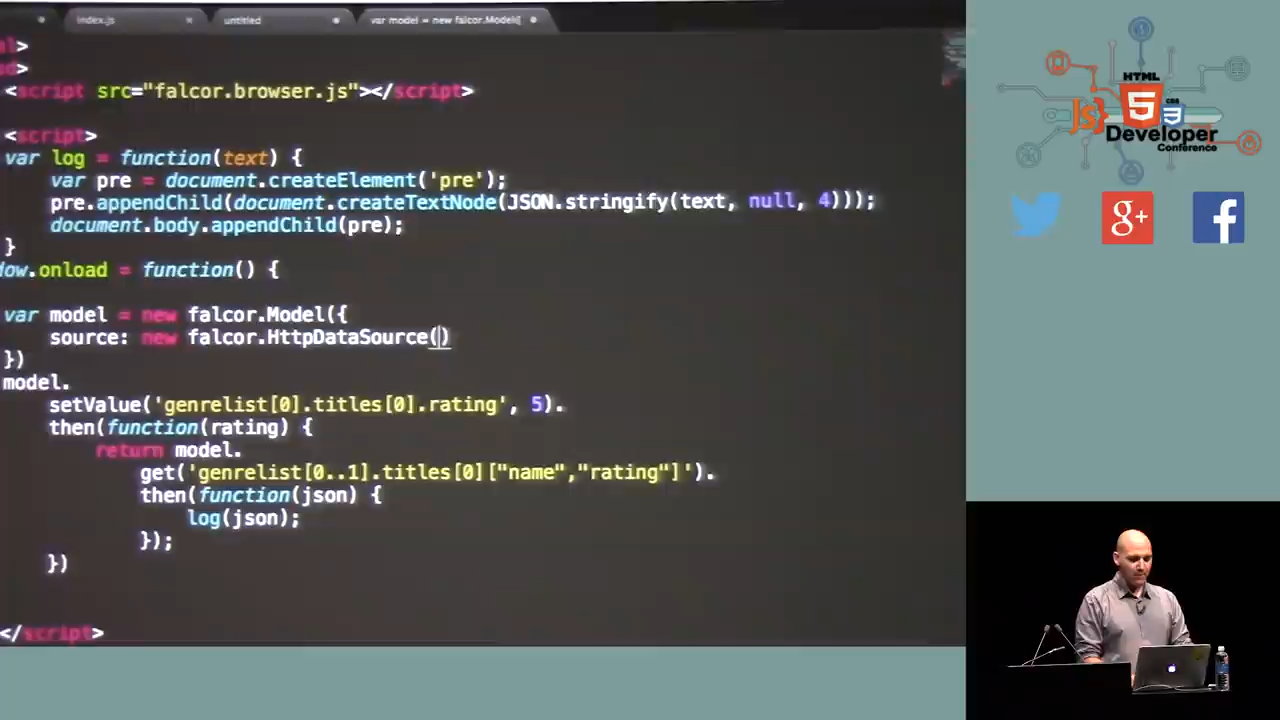 index.js
untitled
var model = new falcor.Model({
l>
d>
<script src="falcor.browser.js"></script>
<script>
var log = function(text) {
var pre = document.createElement('pre');
pre.appendChild(document.createTextNode(JSON.stringify(text, null, 4)));
document.body.appendChild(pre);
}
dow.onload = function() {
var model = new falcor.Model({
source: new falcor.HttpDataSource()
})
model.
setValue('genrelist[0].titles[0].rating', 5).
then(function(rating) {
return model.
get('genrelist[0..1].titles[0]["name","rating"]').
then(function(json) {
log(json);
});
})
</script>
HTML
5
JS}
CSS
3
Developer
Conference
g+
f